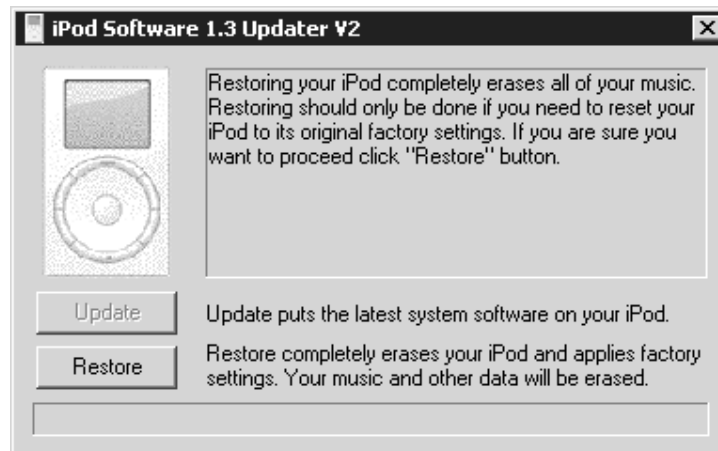 iPod Software 1.3 Updater V2
Restoring your iPod completely erases all of your music.
Restoring should only be done if you need to reset your
iPod to its original factory settings. If you are sure you
want to proceed click "Restore" button.
Update
Update puts the latest system software on your iPod.
Restore
Restore completely erases your iPod and applies factory
settings. Your music and other data will be erased.